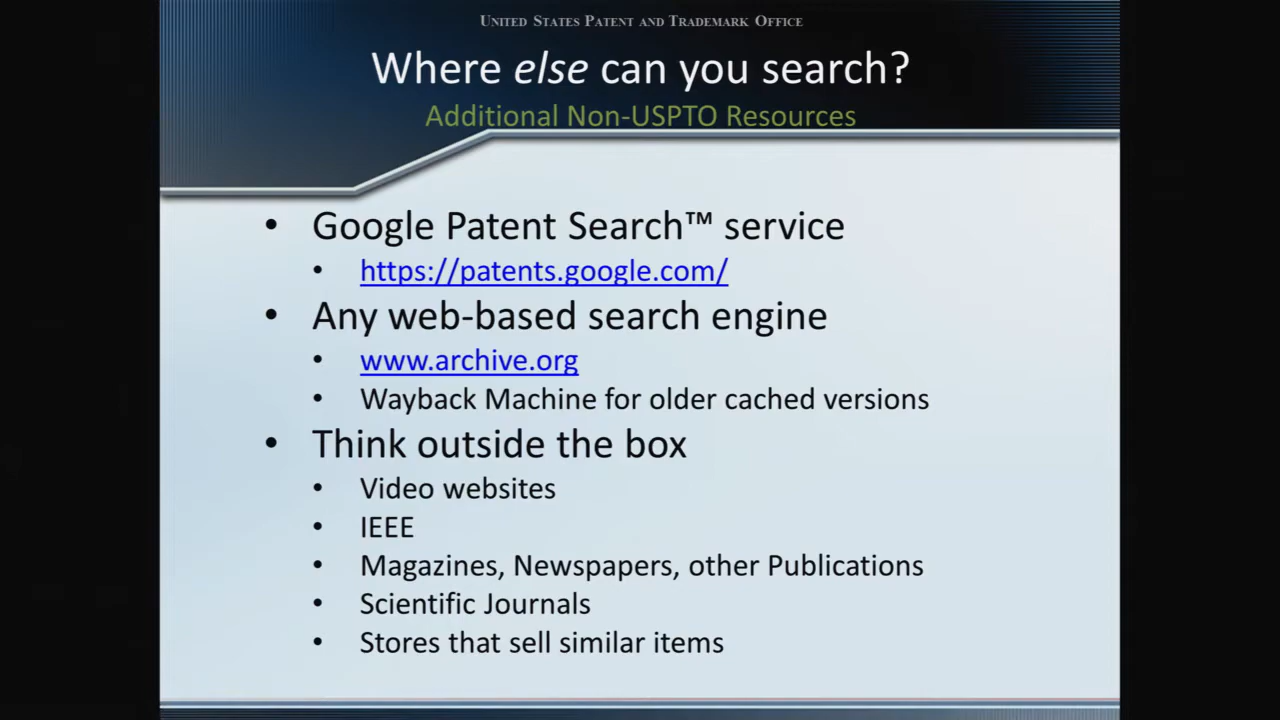 UNITED STATES PATENT AND TRADEMARK OFFICE
Where else can you search?
Additional Non-USPTO Resources
• Google Patent Search™ service
• https://patents.google.com/
• Any web-based search engine
• www.archive.org
• Wayback Machine for older cached versions
• Think outside the box
• Video websites
• IEEE
• Magazines, Newspapers, other Publications
• Scientific Journals
• Stores that sell similar items